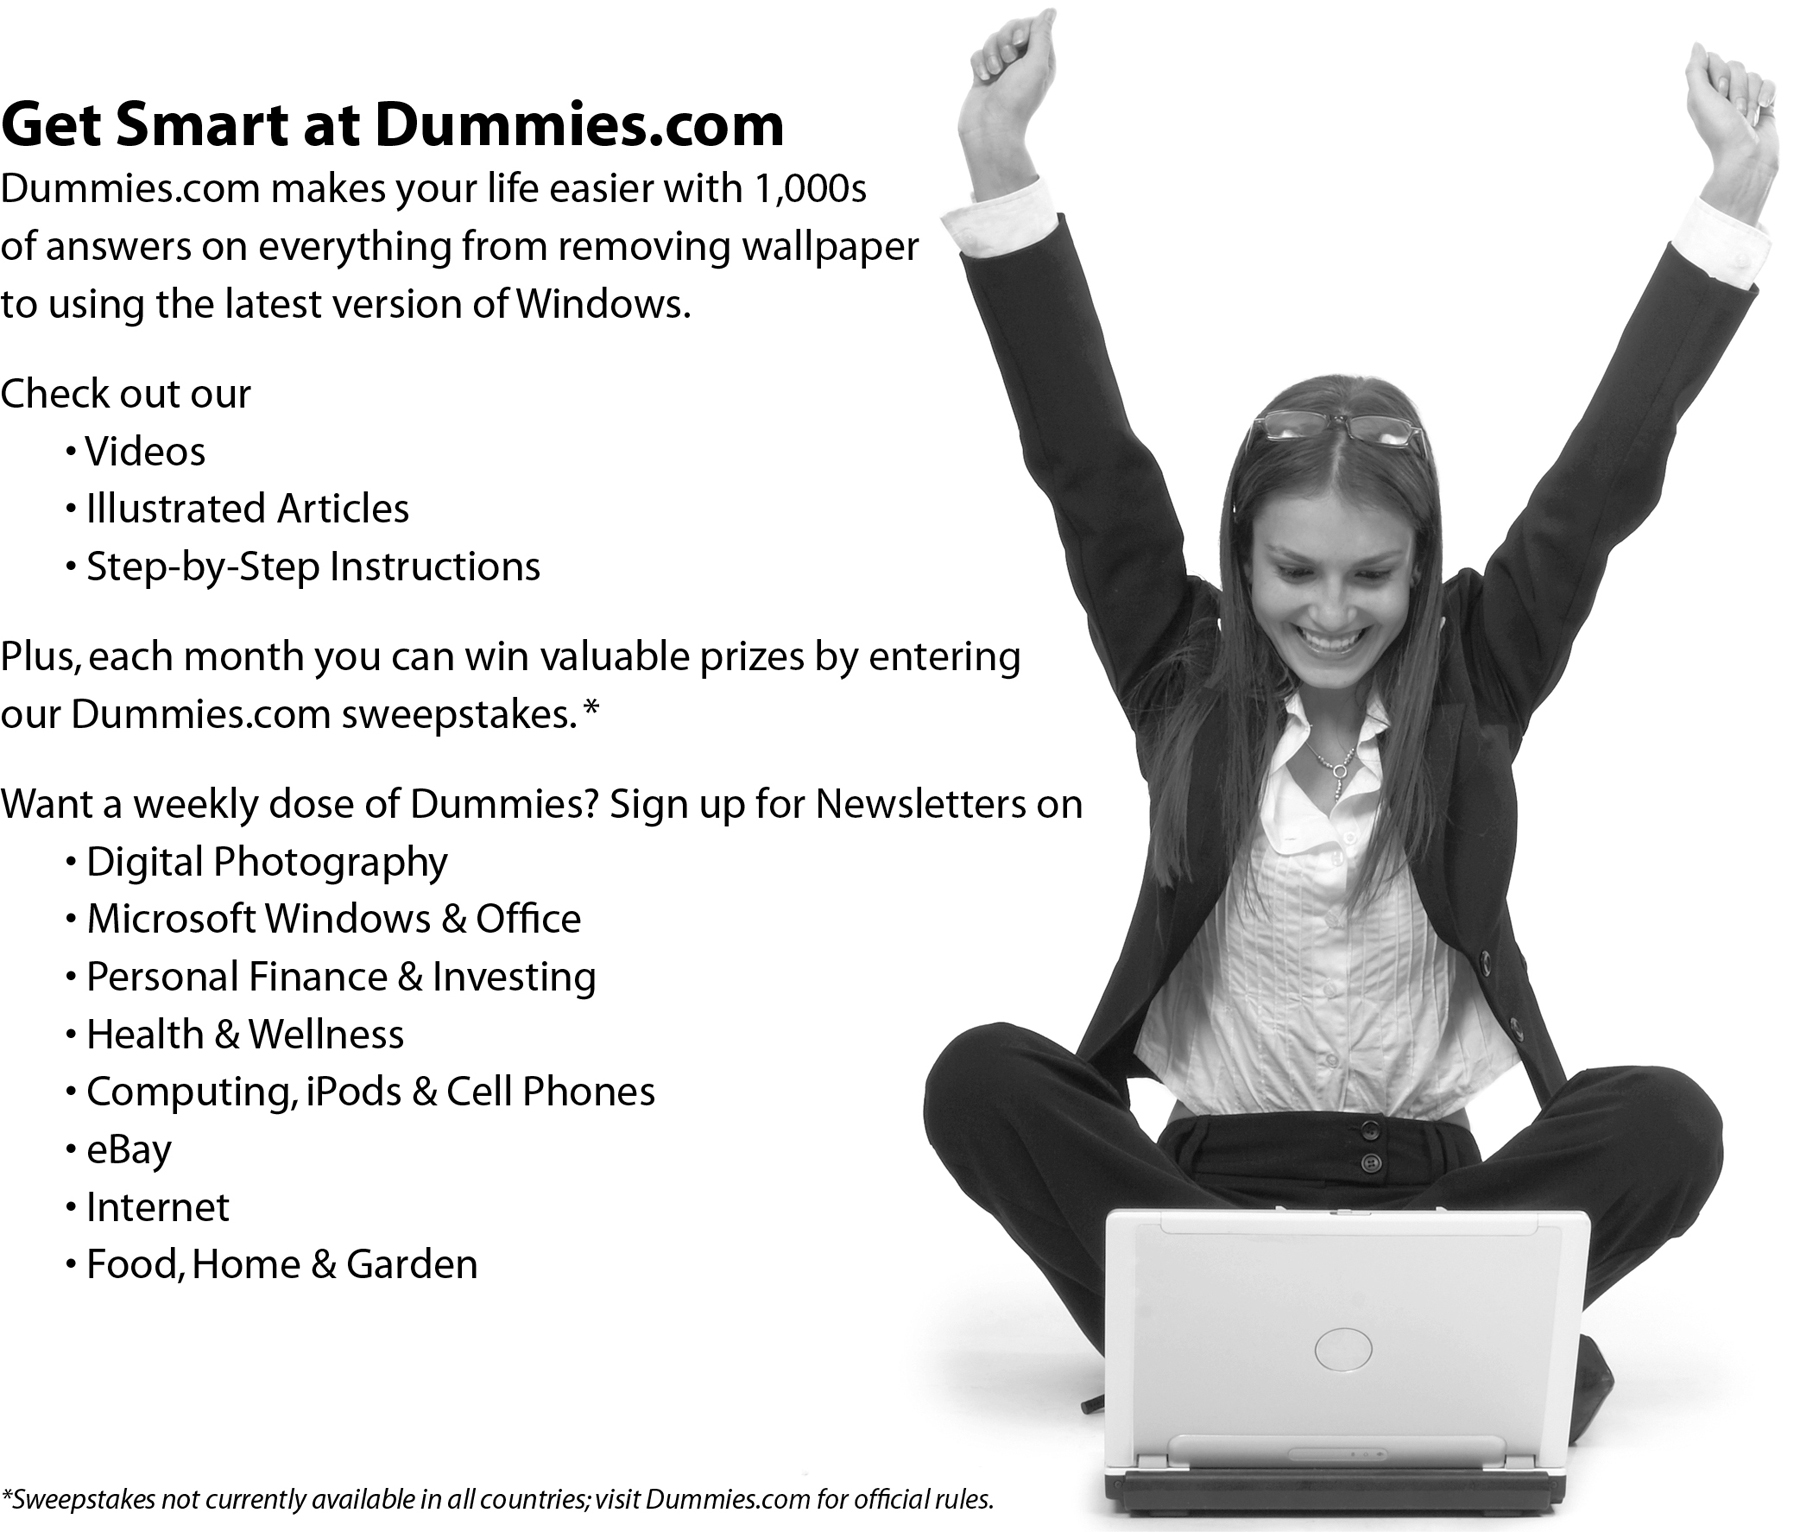 Get Smart at Dummies.com
Dummies.com makes your life easier with 1,000s
of answers on everything from removing wallpaper
to using the latest version of Windows.
Check out our
• Videos
• Illustrated Articles
• Step-by-Step Instructions
Plus, each month you can win valuable prizes by entering
our Dummies.com sweepstakes. *
Want a weekly dose of Dummies? Sign up for Newsletters on
• Digital Photography
• Microsoft Windows & Office
• Personal Finance & Investing
• Health & Wellness
• Computing, iPods & Cell Phones
• eBay
• Internet
• Food, Home & Garden
*Sweepstakes not currently available in all countries; visit Dummies.com for official rules.